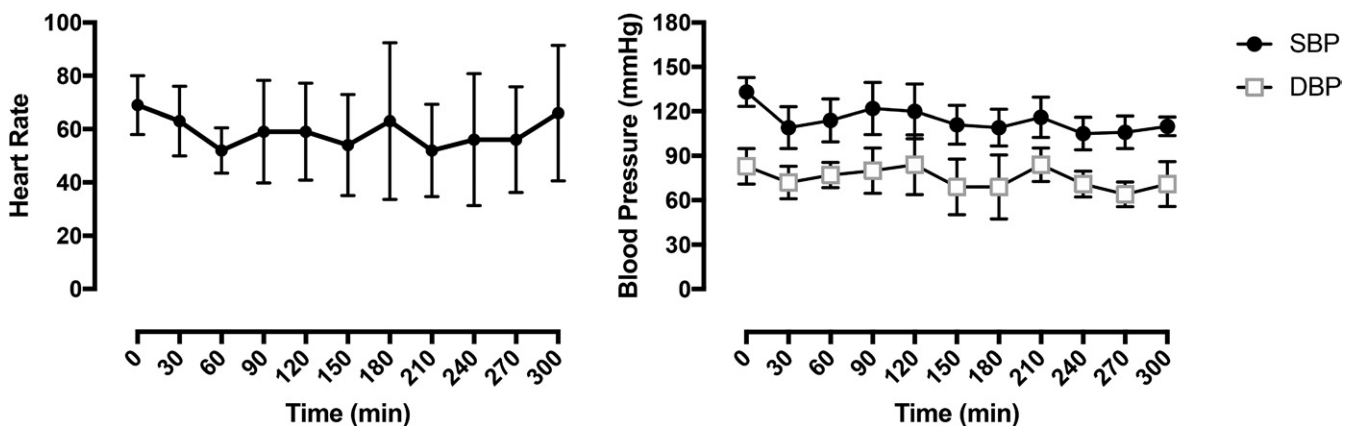 Heart Rate
100
80
60
40
20
0
0 30 60 90 120 150 180 210 240 270 300
Time (min)
Blood Pressure (mmHg)
180
150
120
90
60
30
0
0 30 60 90 120 150 180 210 240 270 300
Time (min)
SBP
DBP